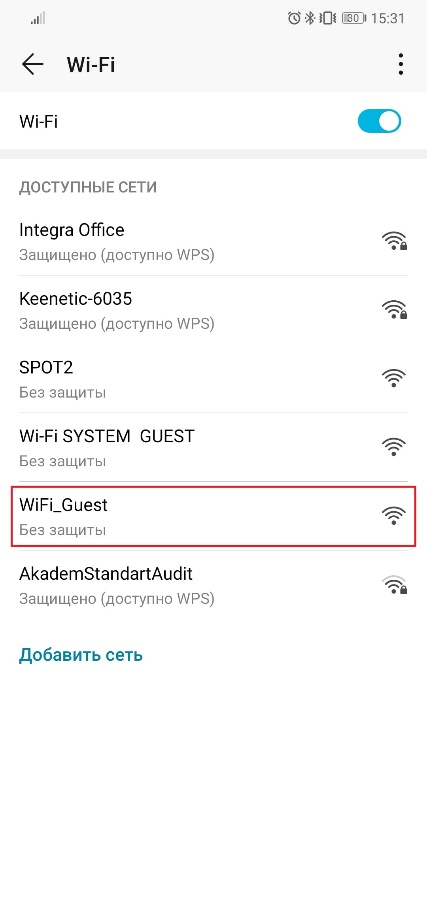 80 15:31
Wi-Fi
Wi-Fi
ДОСТУПНЫЕ СЕТИ
Integra Office
Защищено (доступно WPS)
Keenetic-6035
Защищено (доступно WPS)
SPOT2
Без защиты
Wi-Fi SYSTEM GUEST
Без защиты
WiFi_Guest
Без защиты
AkademStandartAudit
Защищено (доступно WPS)
Добавить сеть